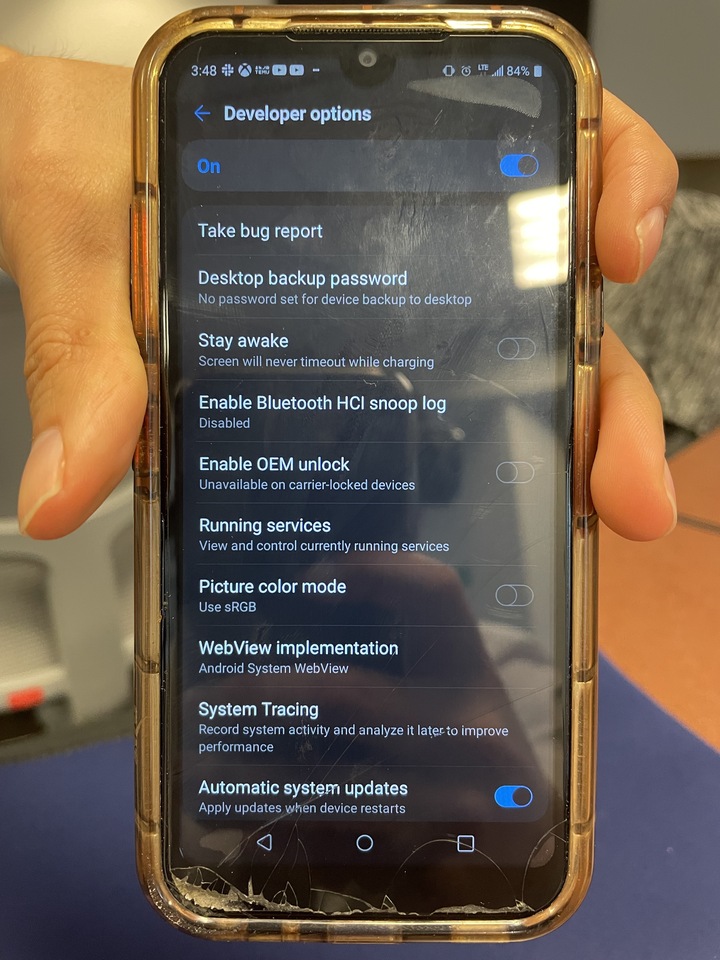 3:48 LTE 84%
Developer options
On
Take bug report
Desktop backup password
No password set for device backup to desktop
Stay awake
Screen will never timeout while charging
Enable Bluetooth HCI snoop log
Disabled
Enable OEM unlock
Unavailable on carrier-locked devices
Running services
View and control currently running services
Picture color mode
Use sRGB
WebView implementation
Android System WebView
System Tracing
Record system activity and analyze it later to improve
performance
Automatic system updates
Apply updates when device restarts